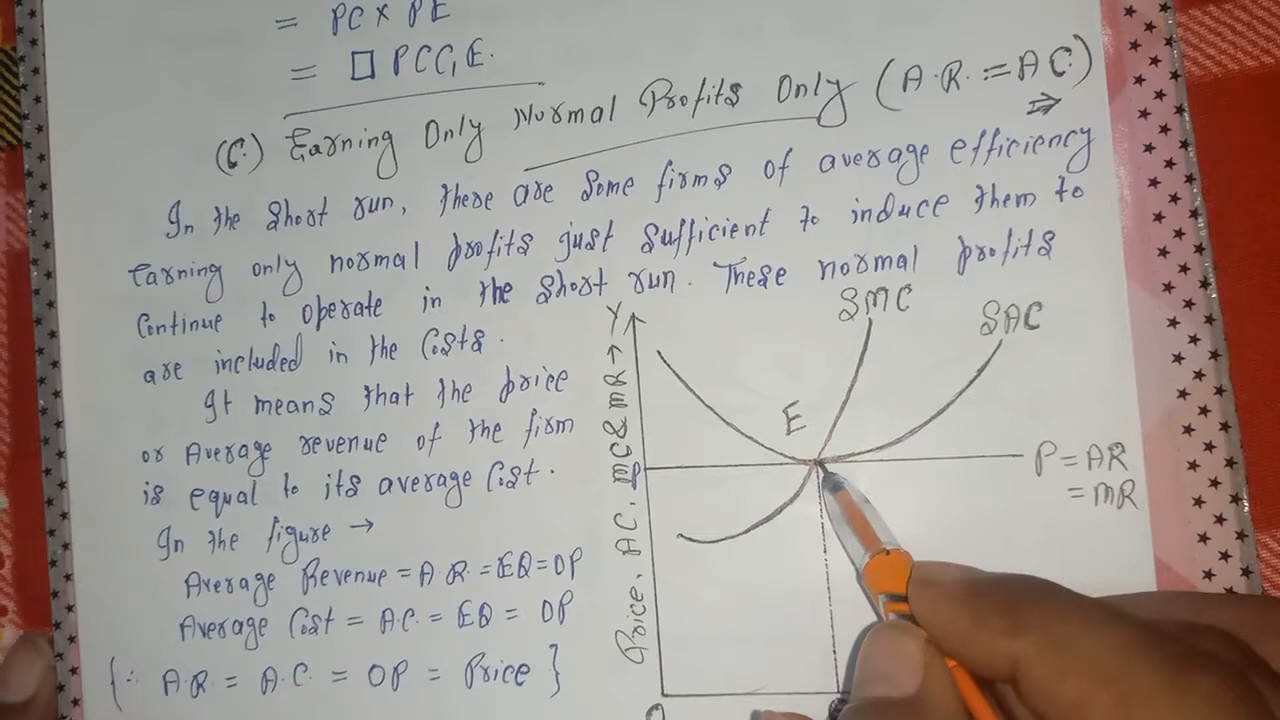 = PC X PE
= □ PCC₁E.
(C.) Earning Only Normal Profits Only (A.R. = AC)
⇒
In the Short run, there are Some firms of average efficiency
Earning only normal profits just Sufficient to induce them to
Continue to operate in the Short run. These normal profits
are included in the Costs.
It means that the price
or Average revenue of the firm
is equal to its average Cost.
In the figure →
Average Revenue = A.R. = EQ = OP
Average Cost = A.C. = EQ = OP
{∴ A.R. = A.C. = OP = Price}
Y
SMC
SAC
E
P
P = AR
= MR
Price, AC, MC & MR →
O